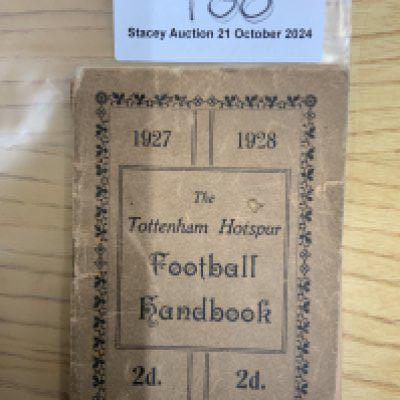 Stacey Auction 21 October 2024
1927 1928
The
Tottenham Hotspur
Football
Handbook
2d. 2d.